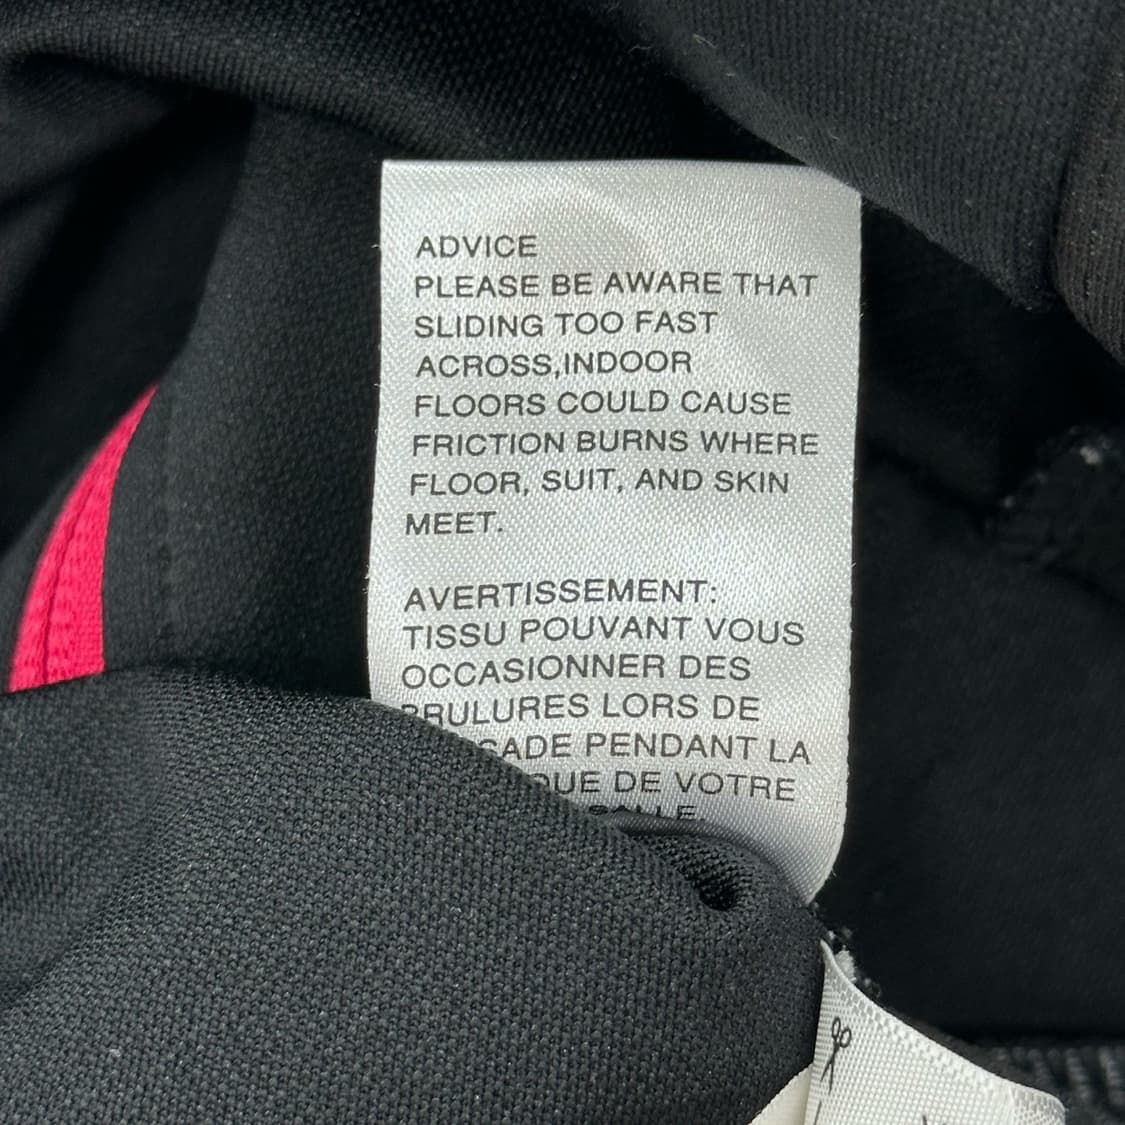 ADVICE
PLEASE BE AWARE THAT
SLIDING TOO FAST
ACROSS,INDOOR
FLOORS COULD CAUSE
FRICTION BURNS WHERE
FLOOR, SUIT, AND SKIN
MEET.
AVERTISSEMENT:
TISSU POUVANT VOUS
OCCASIONNER DES
BRULURES LORS DE
PENDANT LA
DE VOTRE